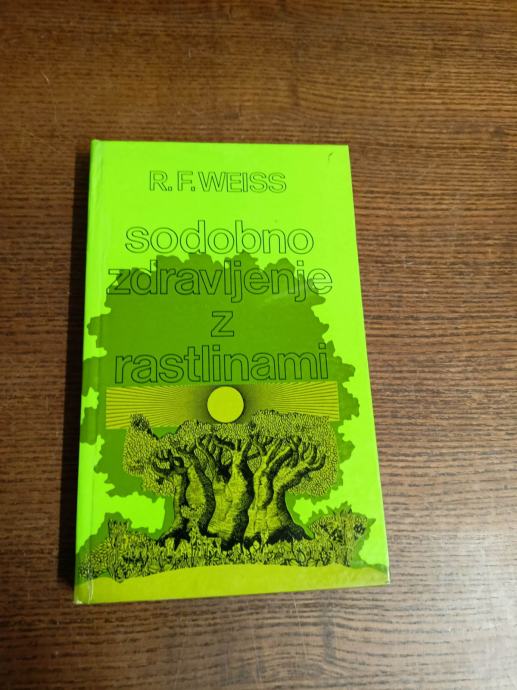 R. F. WEISS
sodobno
zdravljenje
z
rastlinami